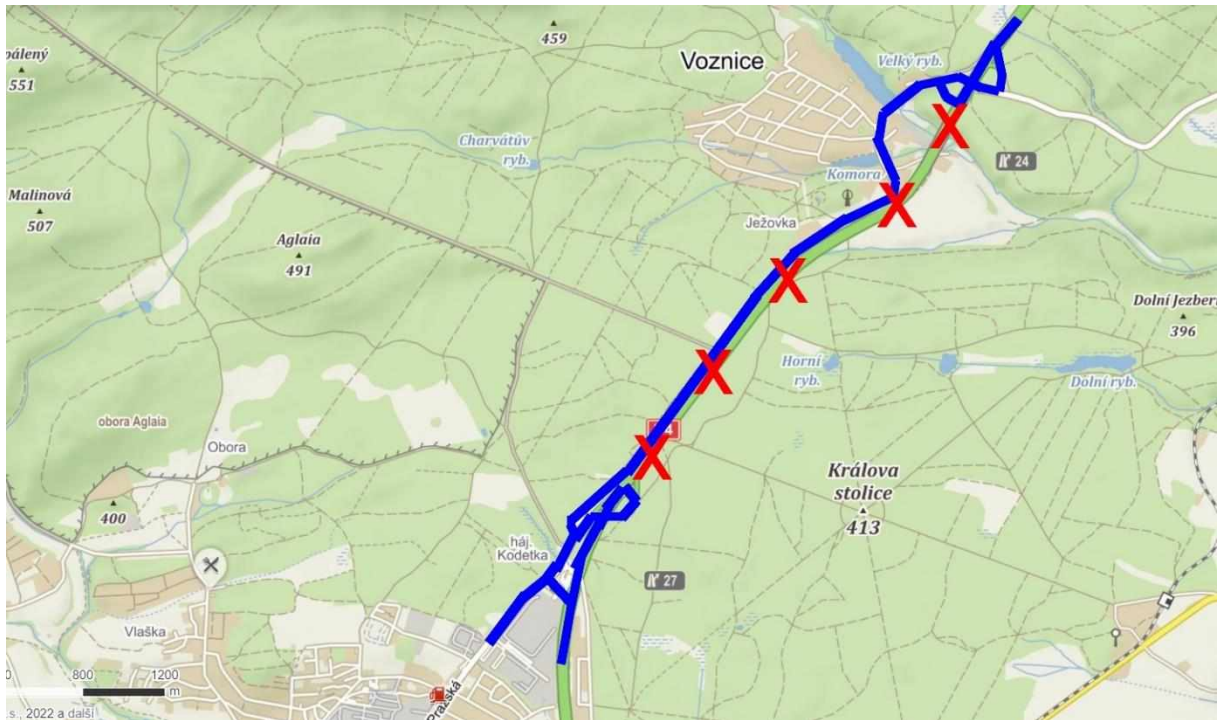 459
Voznice
Velký ryb.
551
Charvátův
ryb.
24
Komora
Malinová
507
Ježovka
Aglaia
491
Dolní Jezber
396
Horní
ryb.
Dolní ryb.
obora Aglaia
Obora
Králova
stolice
413
400
háj.
Kodetka
27
Vlaška
0 800 1200
m
Pražská
s., 2022 a další